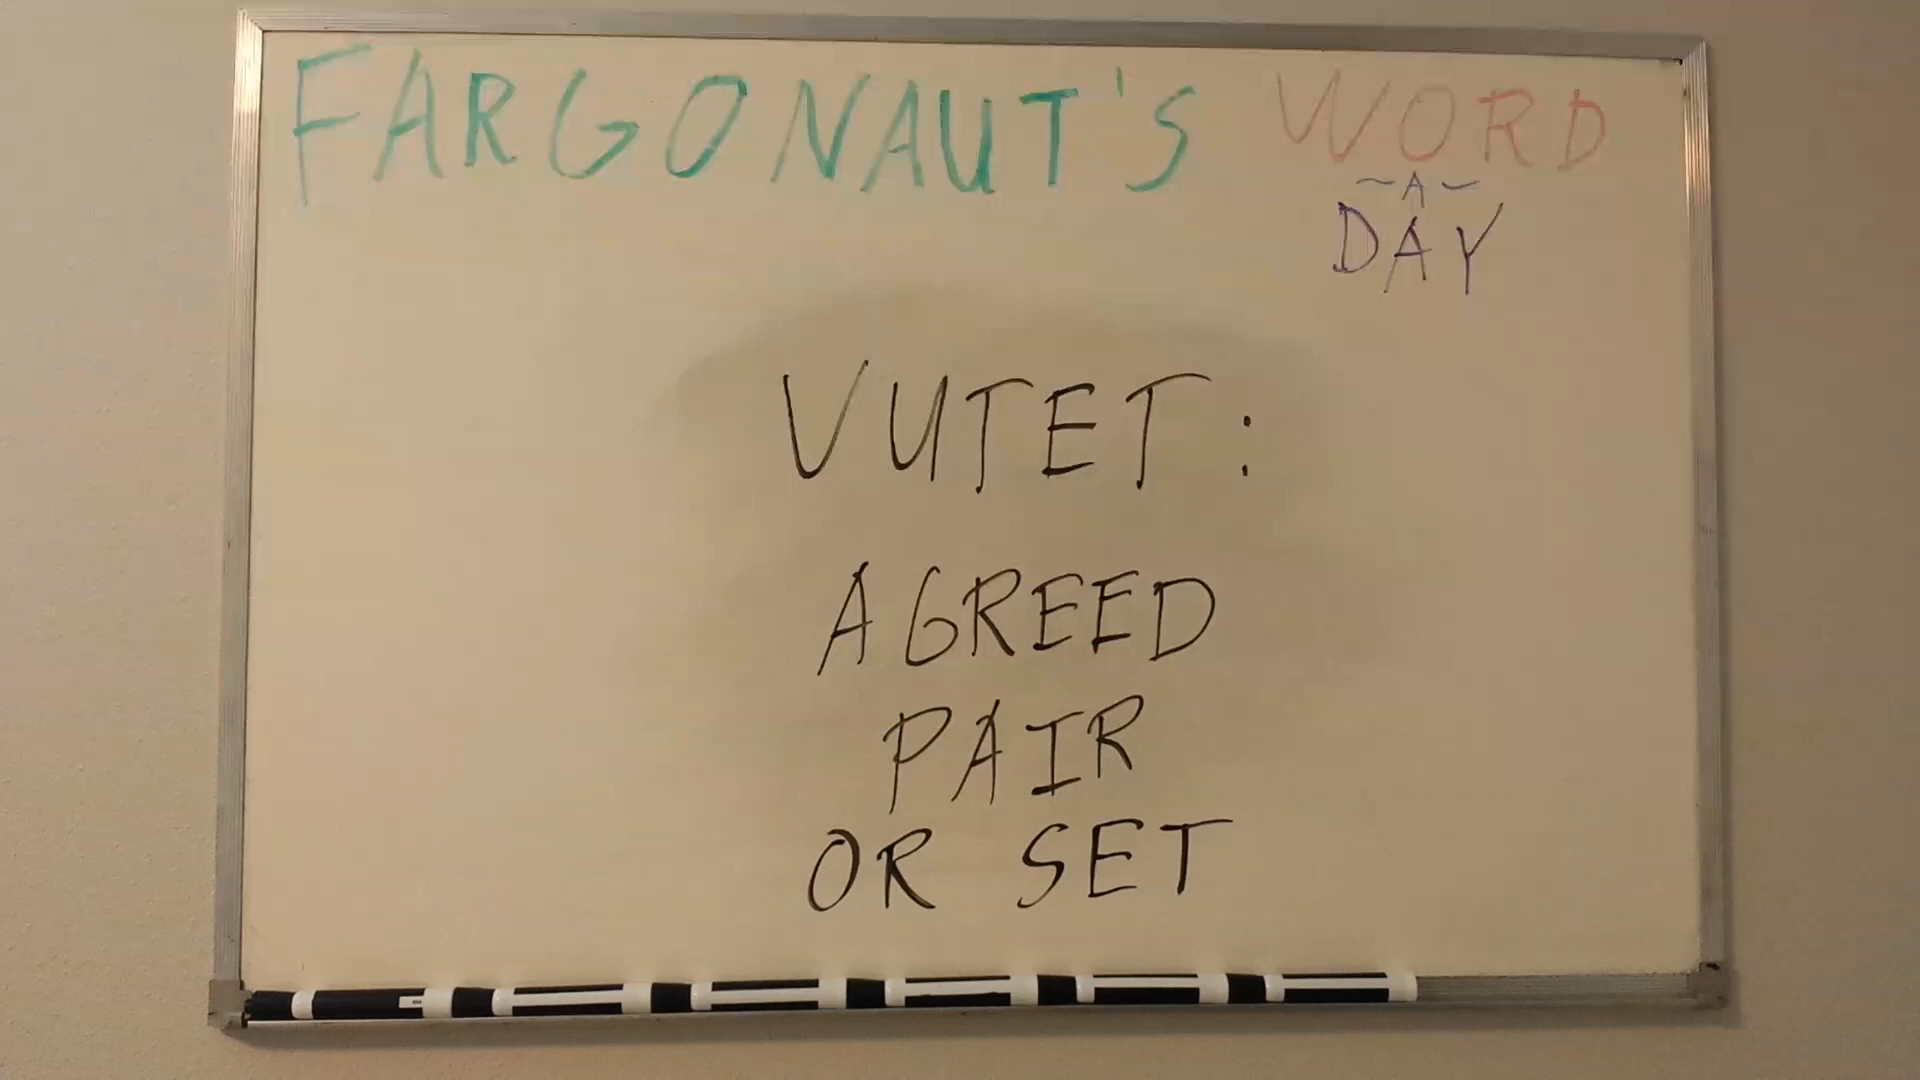 FARGONAUT'S WORD
~A~
DAY
VUTET:
AGREED
PAIR
OR SET